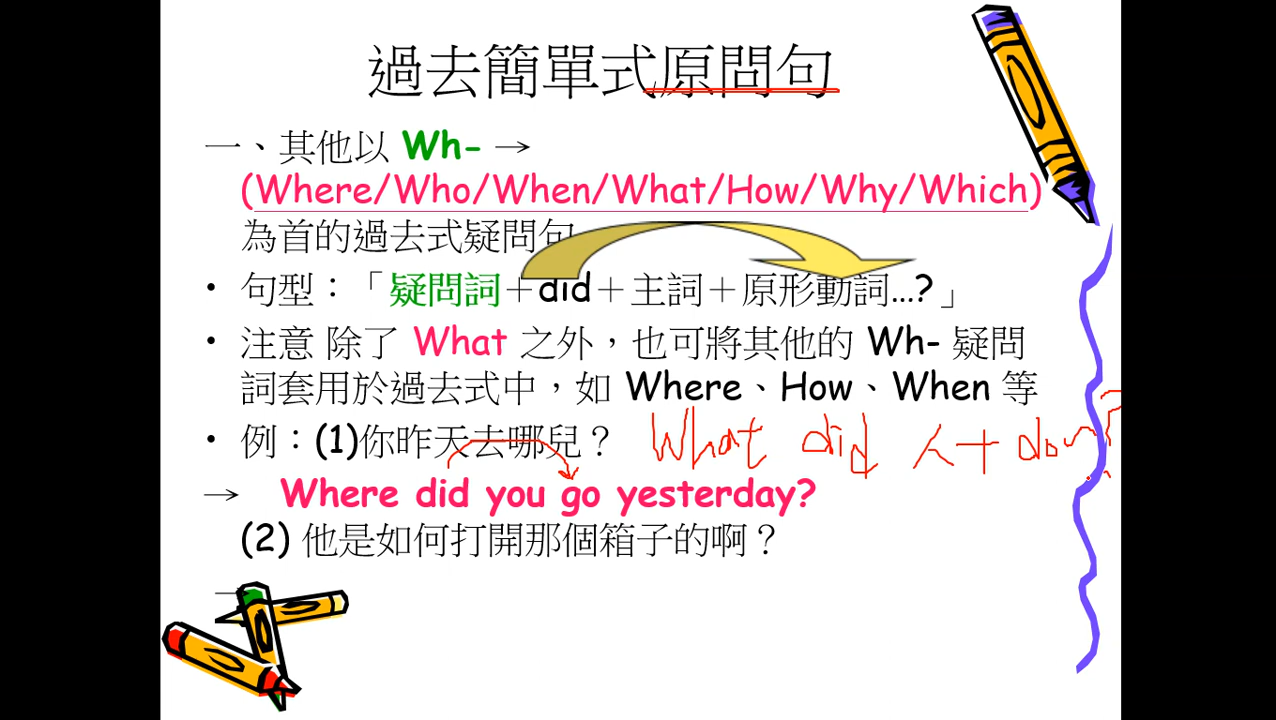 過去簡單式原問句
一、其他以 Wh- →
(Where/Who/When/What/How/Why/Which)
為首的過去式疑問句
• 句型：「疑問詞＋did＋主詞＋原形動詞…?」
• 注意 除了 What 之外，也可將其他的 Wh- 疑問
詞套用於過去式中，如 Where、How、When 等
• 例：(1)你昨天去哪兒？ What did 人+
→ Where did you go yesterday?
(2) 他是如何打開那個箱子的啊？